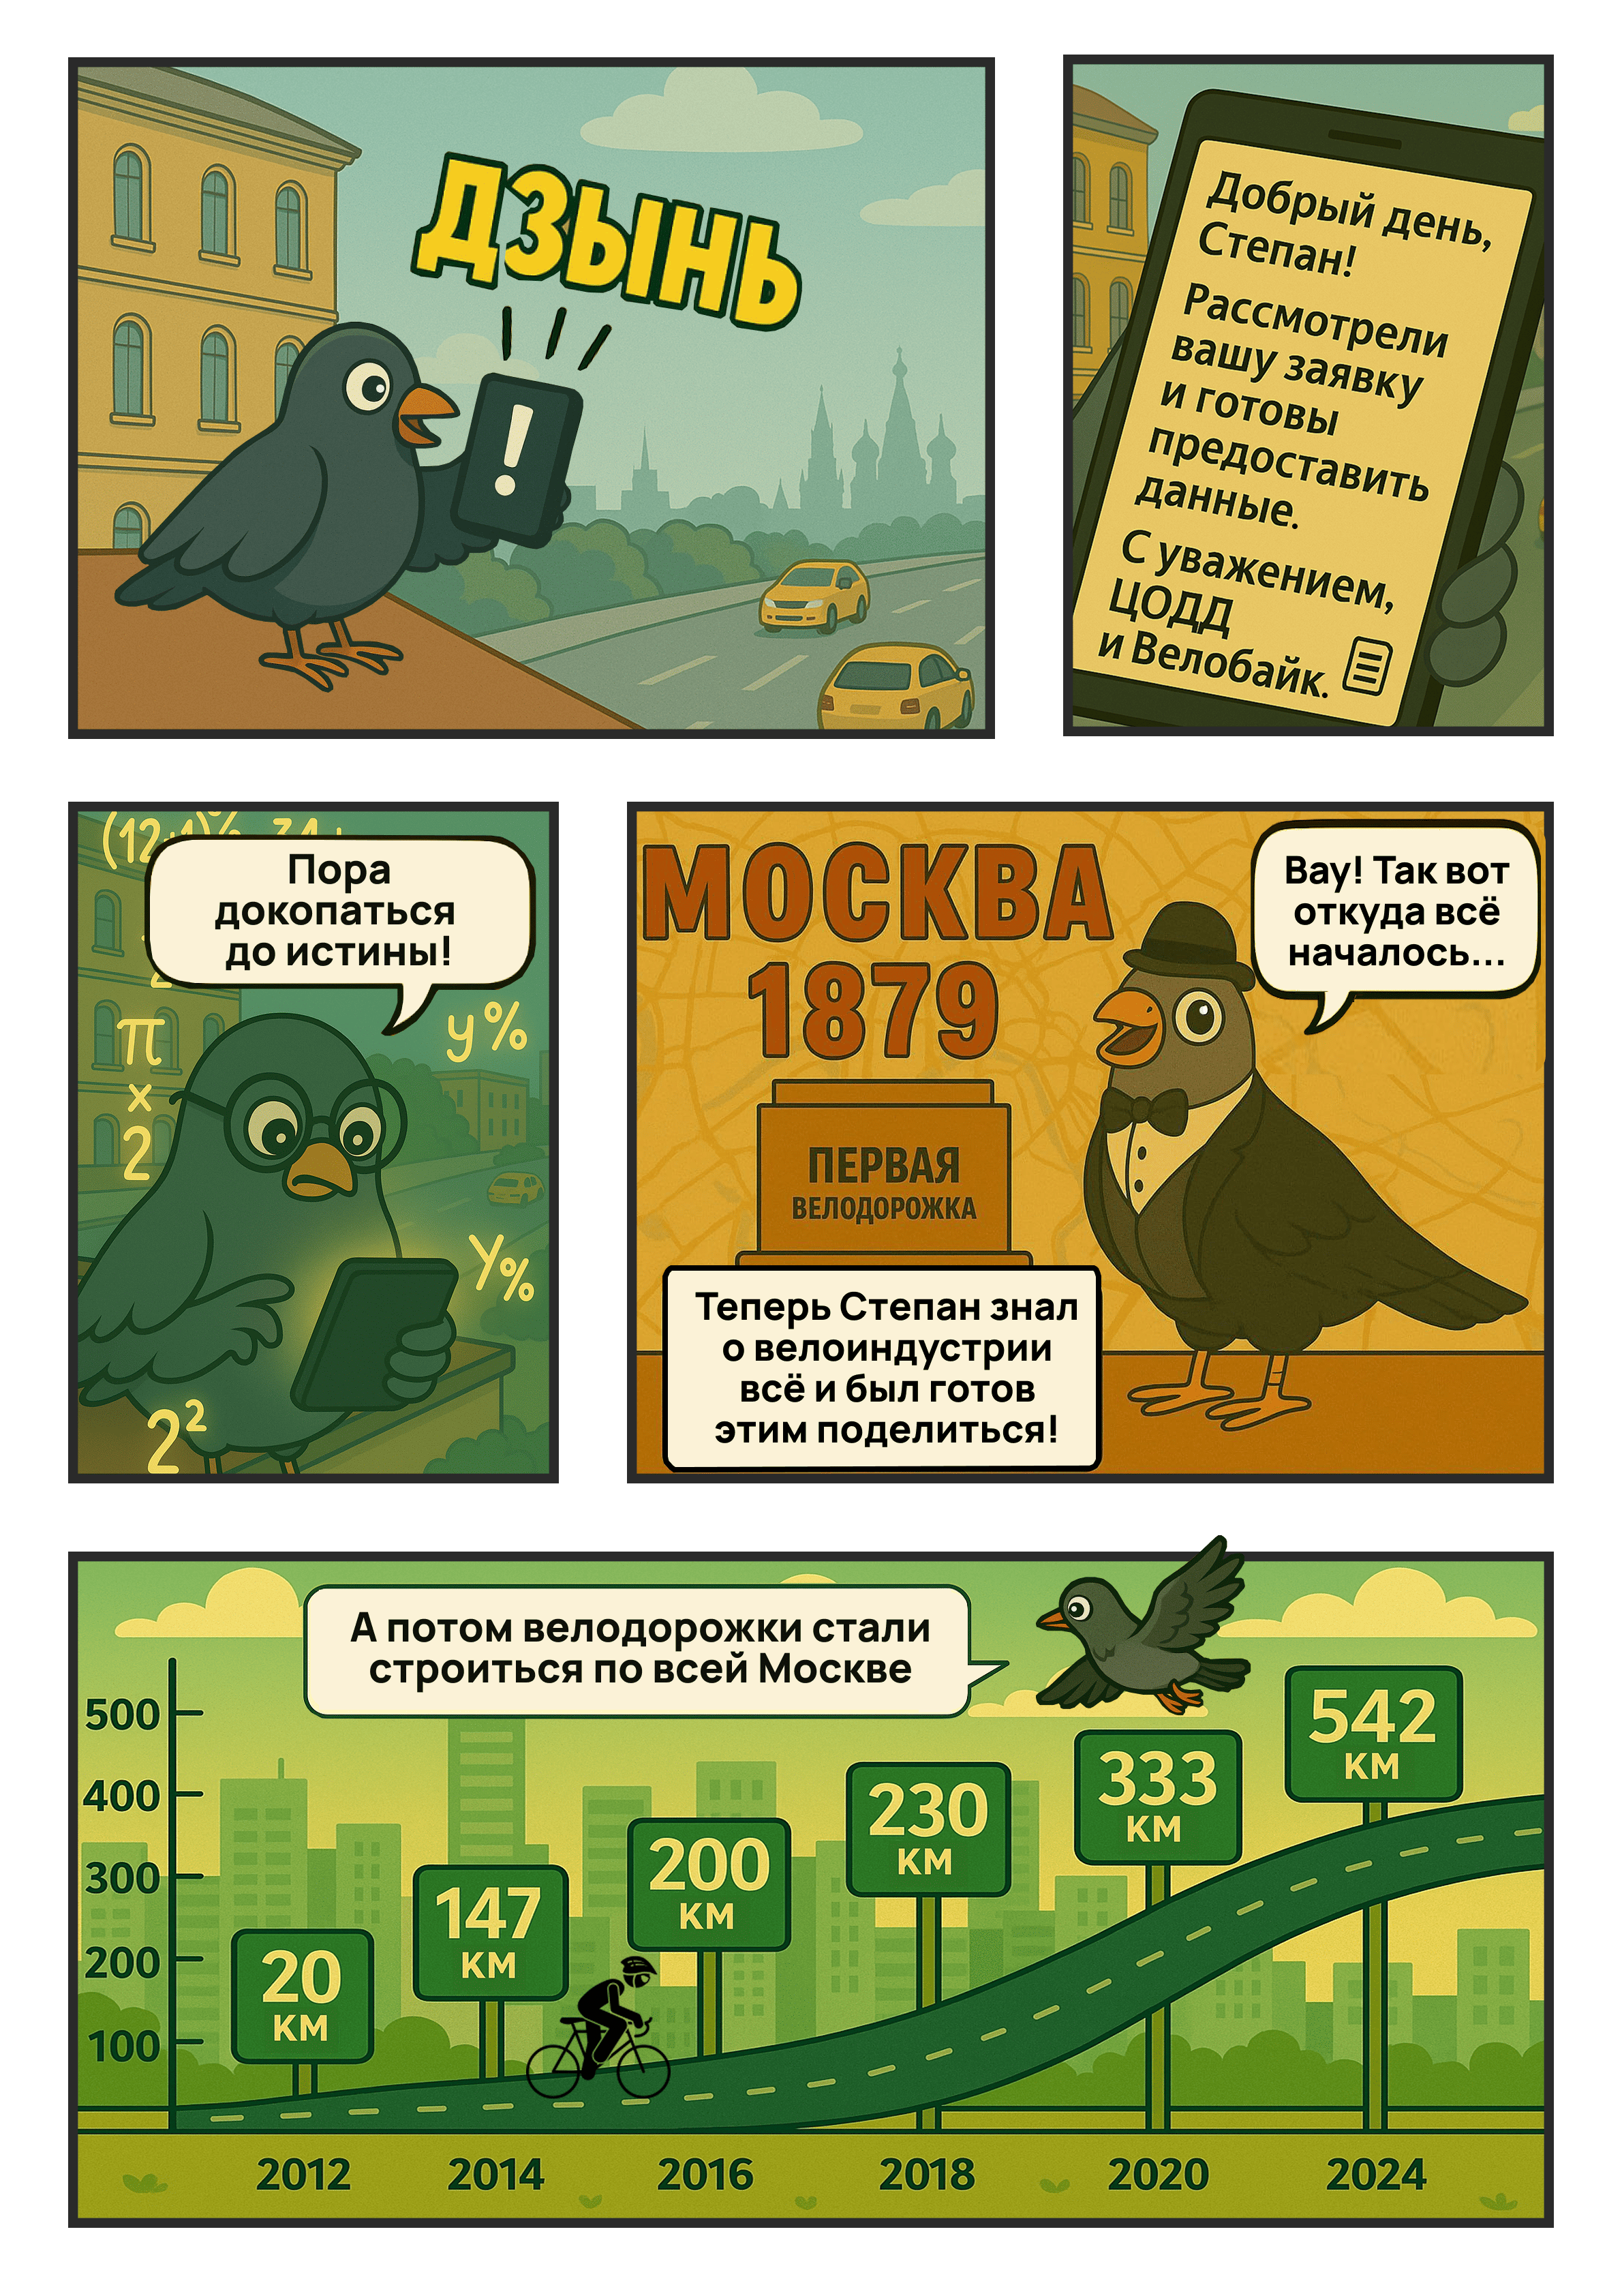 ДЗЫНЬ
!
Добрый день,
Степан!
Рассмотрели
вашу заявку
и готовы
предоставить
данные.
С уважением,
ЦОДД
и Велобайк.
Пора
докопаться
до истины!
π
x
2
y%
Y%
2²
МОСКВА
1879
Вау! Так вот
откуда всё
началось...
ПЕРВАЯ
ВЕЛОДОРОЖКА
Теперь Степан знал
о велоиндустрии
всё и был готов
этим поделиться!
А потом велодорожки стали
строиться по всей Москве
500
400
300
200
100
20
КМ
147
КМ
200
КМ
230
КМ
333
КМ
542
КМ
2012 2014 2016 2018 2020 2024